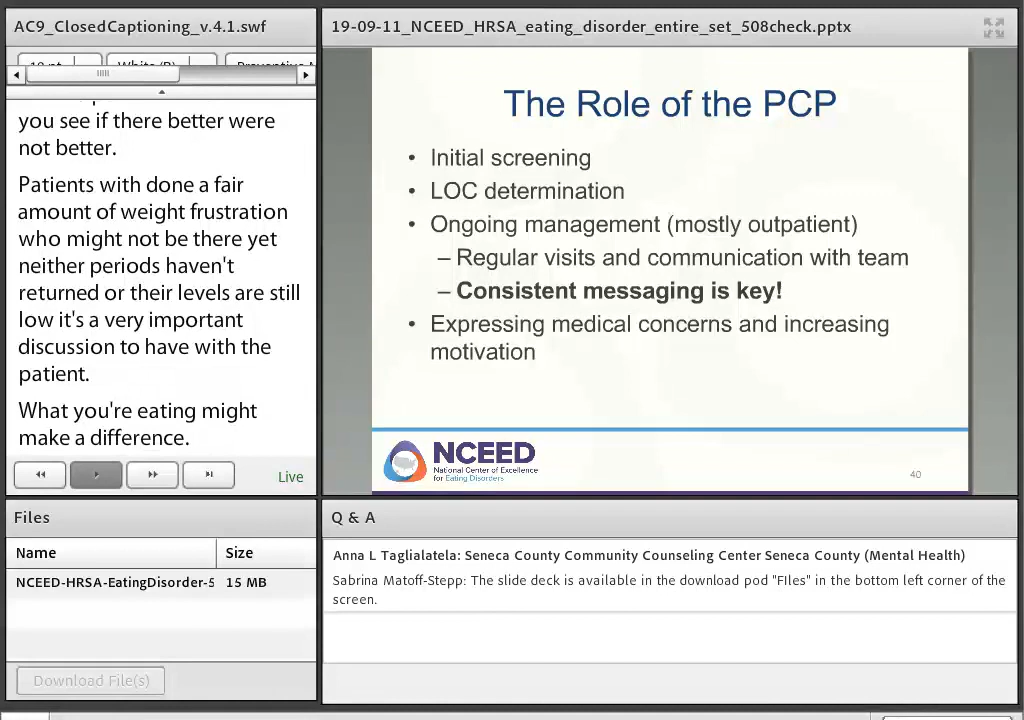 AC9_ClosedCaptioning_v.4.1.swf
you see if there better were
not better.
Patients with done a fair
amount of weight frustration
who might not be there yet
neither periods haven't
returned or their levels are still
low it's a very important
discussion to have with the
patient.
What you're eating might
make a difference.
Live
19-09-11_NCEED_HRSA_eating_disorder_entire_set_508check.pptx
The Role of the PCP
• Initial screening
• LOC determination
• Ongoing management (mostly outpatient)
– Regular visits and communication with team
– Consistent messaging is key!
• Expressing medical concerns and increasing
motivation
NCEED
National Center of Excellence
for Eating Disorders
40
Files
Name Size
NCEED-HRSA-EatingDisorder-5 15 MB
Download File(s)
Q & A
Anna L Taglialatela: Seneca County Community Counseling Center Seneca County (Mental Health)
Sabrina Matoff-Stepp: The slide deck is available in the download pod "FIles" in the bottom left corner of the
screen.